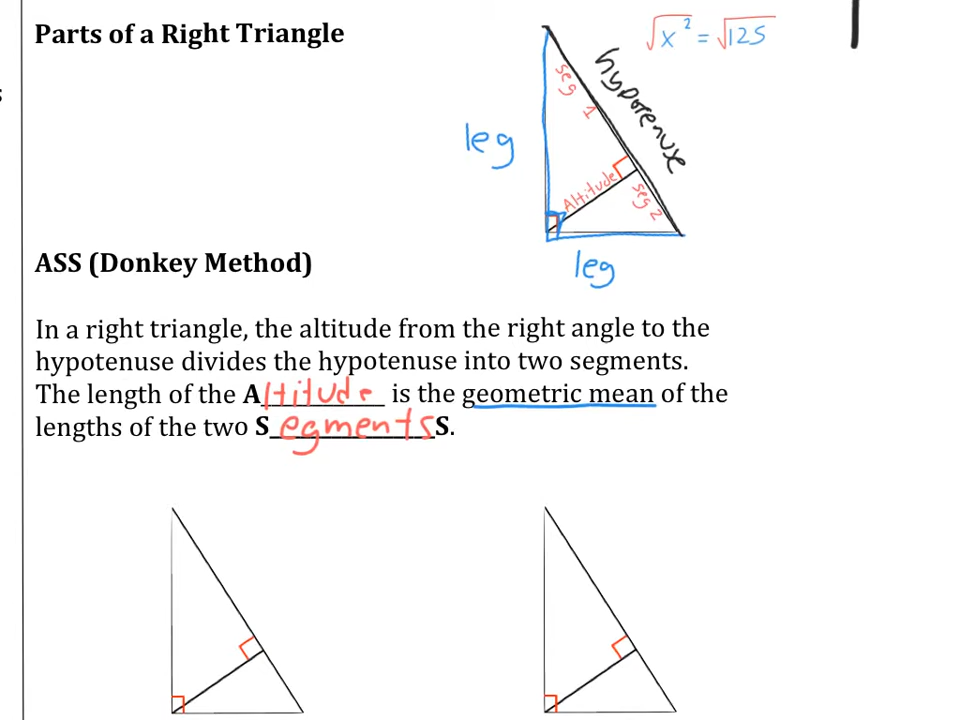 Parts of a Right Triangle
√x² = √125
seg 1
hypotenuse
leg
Altitude
seg 2
leg
ASS (Donkey Method)
In a right triangle, the altitude from the right angle to the
hypotenuse divides the hypotenuse into two segments.
The length of the Altitude is the geometric mean of the
lengths of the two SegmentsS.